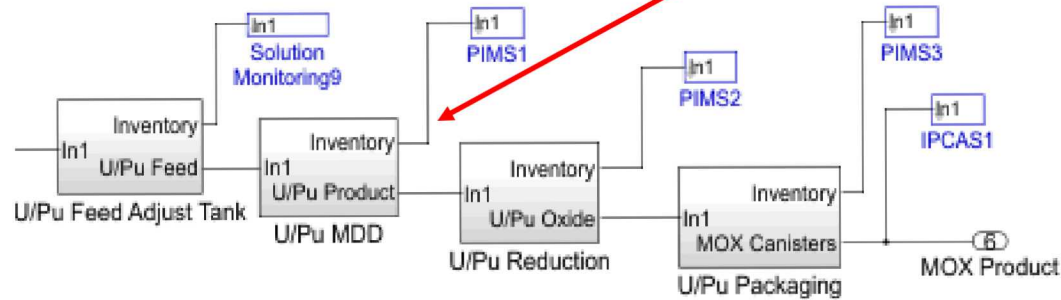 In1
Solution
Monitoring9
In1
PIMS1
In1
PIMS2
In1
PIMS3
In1
IPCAS1
Inventory
In1
U/Pu Feed
U/Pu Feed Adjust Tank
Inventory
In1
U/Pu Product
U/Pu MDD
Inventory
In1
U/Pu Oxide
U/Pu Reduction
Inventory
In1
MOX Canisters
U/Pu Packaging
6
MOX Product